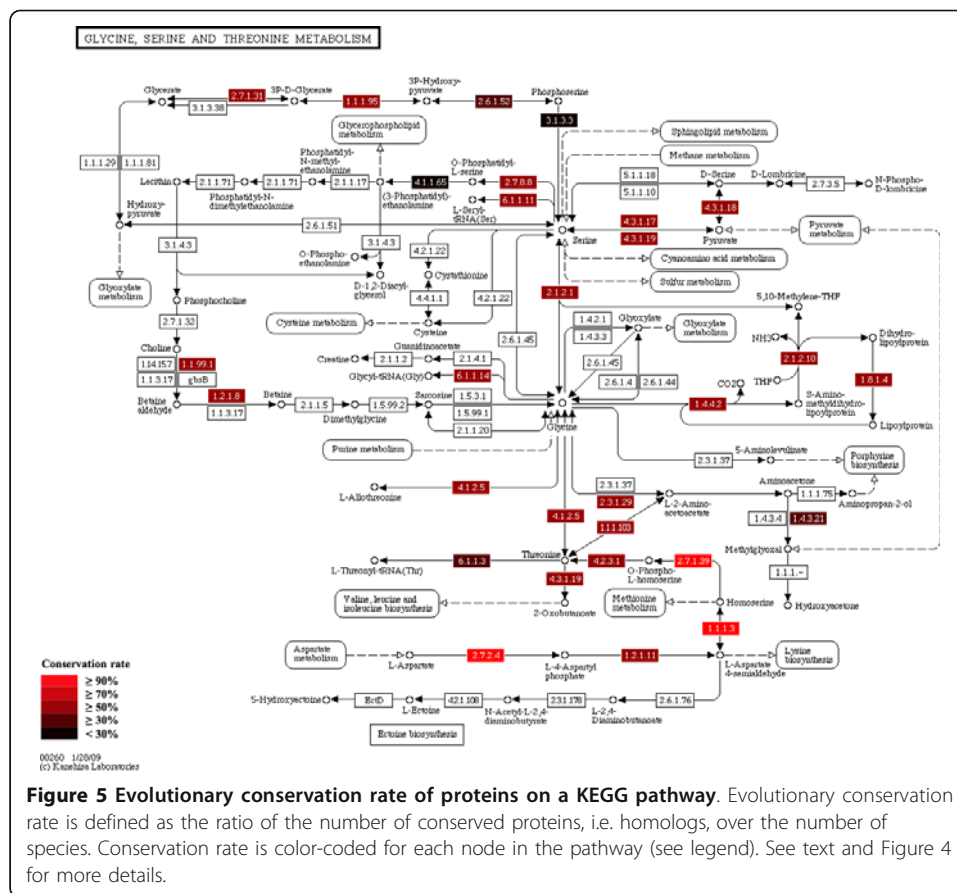 GLYCINE, SERINE AND THREONINE METABOLISM
Glycerate
2.7.1.31
3.1.3.38
3P-D-Glycerate
1.1.1.95
3P-Hydroxy-
pyruvate
2.6.1.52
Phosphoserine
3.1.3.3
Glycerophospholipid
metabolism
Sphingolipid metabolism
Methane metabolism
1.1.1.29
1.1.1.81
Lecithin
2.1.1.71
2.1.1.71
Phosphatidyl-
N-methyl-
ethanolamine
2.1.1.17
Phosphatidyl-N-
dimethylethanolamine
(3-Phosphatidyl)-
ethanolamine
4.1.1.65
O-Phosphatidyl-
L-serine
2.7.8.8
6.1.1.11
L-Seryl-
tRNA(Ser)
5.1.1.18
5.1.1.10
D-Serine
D-Lombricine
2.7.3.5
N-Phospho-
D-lombricine
4.3.1.18
4.3.1.17
4.3.1.19
Serine
Pyruvate
Pyruvate
metabolism
Hydroxy-
pyruvate
2.6.1.51
3.1.4.3
3.1.4.3
O-Phospho-
ethanolamine
D-1,2-Diacyl-
glycerol
4.2.1.22
Cystathionine
4.4.1.1
4.2.1.22
Cysteine
Cysteine metabolism
Cyanoamino acid metabolism
Sulfur metabolism
Glyoxylate
metabolism
Phosphocholine
2.7.1.32
Choline
2.1.2.1
5,10-Methylene-THF
2.6.1.45
1.4.2.1
1.4.3.3
Glyoxylate
Glyoxylate
metabolism
NH3
Dihydro-
lipoylprotein
2.1.2.10
1.8.1.4
THF
CO2
1.4.4.2
S-Amino-
methyldihydro-
lipoylprotein
Lipoylprotein
2.6.1.45
2.6.1.4
2.6.1.44
Guanidinoacetate
Creatine
2.1.1.2
2.1.4.1
Glycyl-tRNA(Gly)
6.1.1.14
1.14.15.7
1.1.99.1
1.1.3.17
gbsB
1.2.1.8
1.1.3.17
Betaine
aldehyde
Betaine
2.1.1.5
Dimethylglycine
1.5.99.2
Sarcosine
1.5.3.1
1.5.99.1
2.1.1.20
Glycine
Purine metabolism
2.3.1.37
5-Aminolevulinate
Porphyrine
biosynthesis
L-Allothreonine
4.1.2.5
4.1.2.5
2.3.1.37
2.3.1.29
1.1.1.103
L-2-Amino-
acetoacetate
Aminoacetone
1.1.1.75
Aminopropan-2-ol
1.4.3.4
1.4.3.21
Methylglyoxal
1.1.1.-
Hydroxyacetone
L-Threonyl-tRNA(Thr)
6.1.1.3
Threonine
4.2.3.1
O-Phospho-
L-homoserine
2.7.1.39
4.3.1.19
2-Oxobutanoate
Valine, leucine and
isoleucine biosynthesis
Methionine
metabolism
Homoserine
1.1.1.3
Aspartate
metabolism
L-Aspartate
2.7.2.4
L-4-Aspartyl
phosphate
1.2.1.11
L-Aspartate
4-semialdehyde
Lysine
biosynthesis
5-Hydroxyectoine
EctD
L-Ectoine
4.2.1.108
N-Acetyl-L-2,4-
diaminobutyrate
2.3.1.178
L-2,4-
Diaminobutanoate
2.6.1.76
Ectoine biosynthesis
Conservation rate
≥ 90%
≥ 70%
≥ 50%
≥ 30%
< 30%
00260 1/28/09
(c) Kanehisa Laboratories
Figure 5 Evolutionary conservation rate of proteins on a KEGG pathway. Evolutionary conservation
rate is defined as the ratio of the number of conserved proteins, i.e. homologs, over the number of
species. Conservation rate is color-coded for each node in the pathway (see legend). See text and Figure 4
for more details.